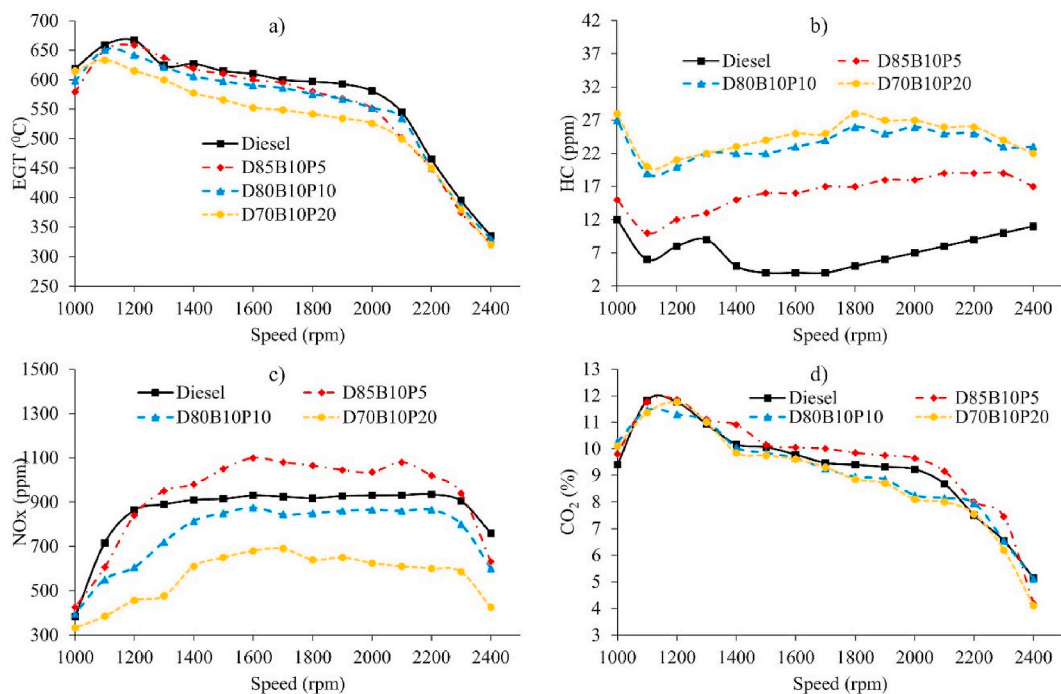 a)
700
650
600
550
500
450
400
350
300
250
EGT (⁰C)
Diesel
D85B10P5
D80B10P10
D70B10P20
1000 1200 1400 1600 1800 2000 2200 2400
Speed (rpm)
b)
42
37
32
27
22
17
12
7
2
HC (ppm)
Diesel D85B10P5
D80B10P10 D70B10P20
1000 1200 1400 1600 1800 2000 2200 2400
Speed (rpm)
c)
1500
1300
1100
900
700
500
300
NOx (ppm)
Diesel D85B10P5
D80B10P10 D70B10P20
1000 1200 1400 1600 1800 2000 2200 2400
Speed (rpm)
d)
13
12
11
10
9
8
7
6
5
4
3
CO₂ (%)
Diesel D85B10P5
D80B10P10 D70B10P20
1000 1200 1400 1600 1800 2000 2200 2400
Speed (rpm)